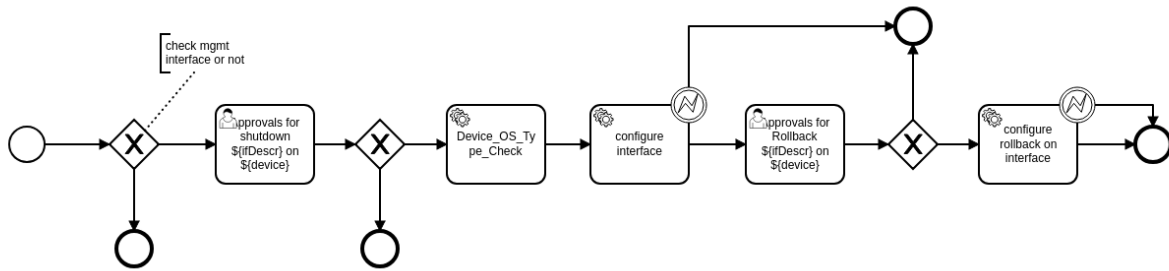 check mgmt
interface or not
pprovals for
shutdown
${ifDescr} on
${device}
Device_OS_Ty
pe_Check
configure
interface
pprovals for
Rollback
${ifDescr} on
${device}
configure
rollback on
interface